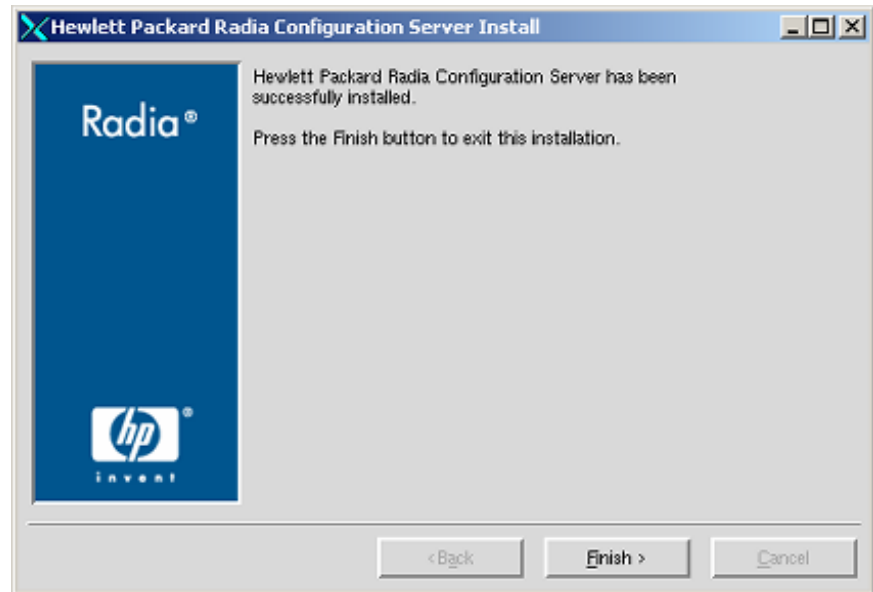 Hewlett Packard Radia Configuration Server Install
Radia®
Hewlett Packard Radia Configuration Server has been
successfully installed.
Press the Finish button to exit this installation.
hp®
invent
<Back
Finish >
Cancel